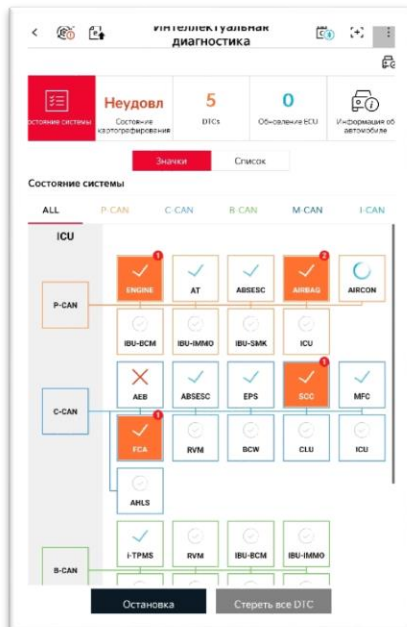 Интеллектуальная
диагностика
Неудовл
5
0
остояние системы
Состояние
картографирования
DTCs
Обновление ECU
Информация об
автомобиле
Значки
Список
Состояние системы
ALL
P-CAN
C-CAN
B-CAN
M-CAN
I-CAN
ICU
P-CAN
1
ENGINE
AT
ABSESC
2
AIRBAG
AIRCON
IBU-BCM
IBU-IMMO
IBU-SMK
ICU
C-CAN
AEB
ABSESC
EPS
1
SCC
MFC
1
FCA
RVM
BCW
CLU
ICU
AHLS
B-CAN
i-TPMS
RVM
IBU-BCM
IBU-IMMO
Остановка
Стереть все DTC